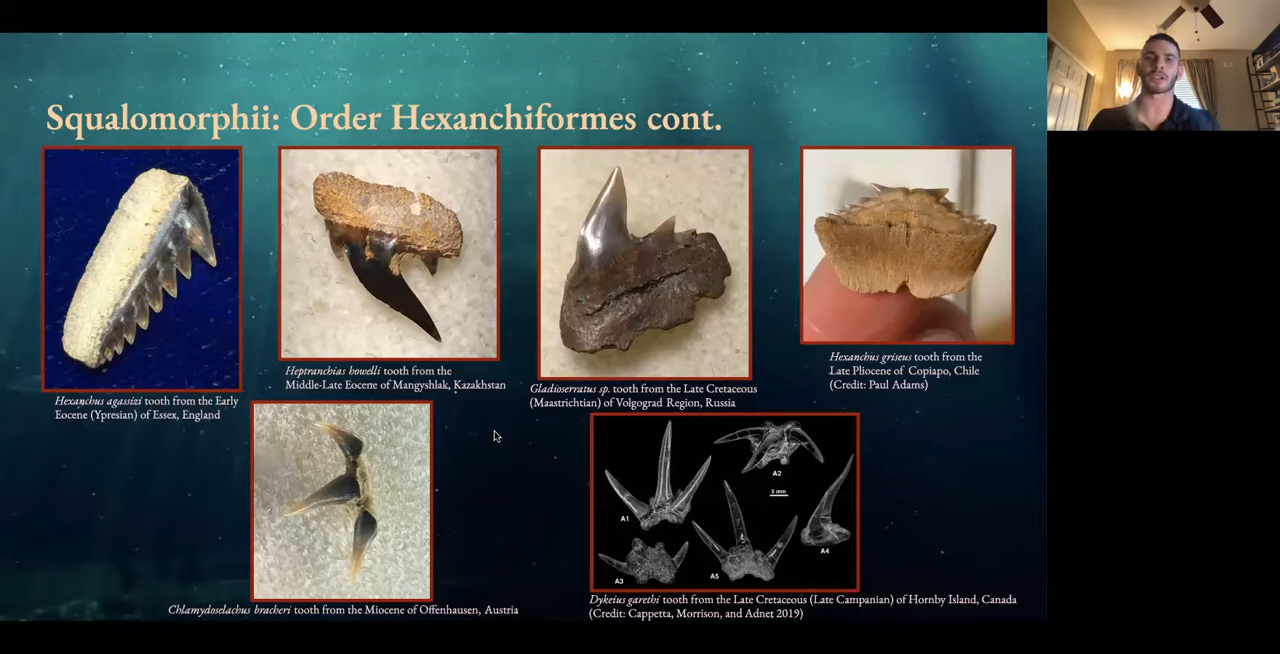 Squalomorphii: Order Hexanchiformes cont.
Hexanchus agassizi tooth from the Early
Eocene (Ypresian) of Essex, England
Heptranchias howelli tooth from the
Middle-Late Eocene of Mangyshlak, Kazakhstan
Gladioserratus sp. tooth from the Late Cretaceous
(Maastrichtian) of Volgograd Region, Russia
Hexanchus griseus tooth from the
Late Pliocene of Copiapo, Chile
(Credit: Paul Adams)
Chlamydoselachus bracheri tooth from the Miocene of Offenhausen, Austria
A1
A2
5 mm
A3
A5
A4
Dykeius garethi tooth from the Late Cretaceous (Late Campanian) of Hornby Island, Canada
(Credit: Cappetta, Morrison, and Adnet 2019)